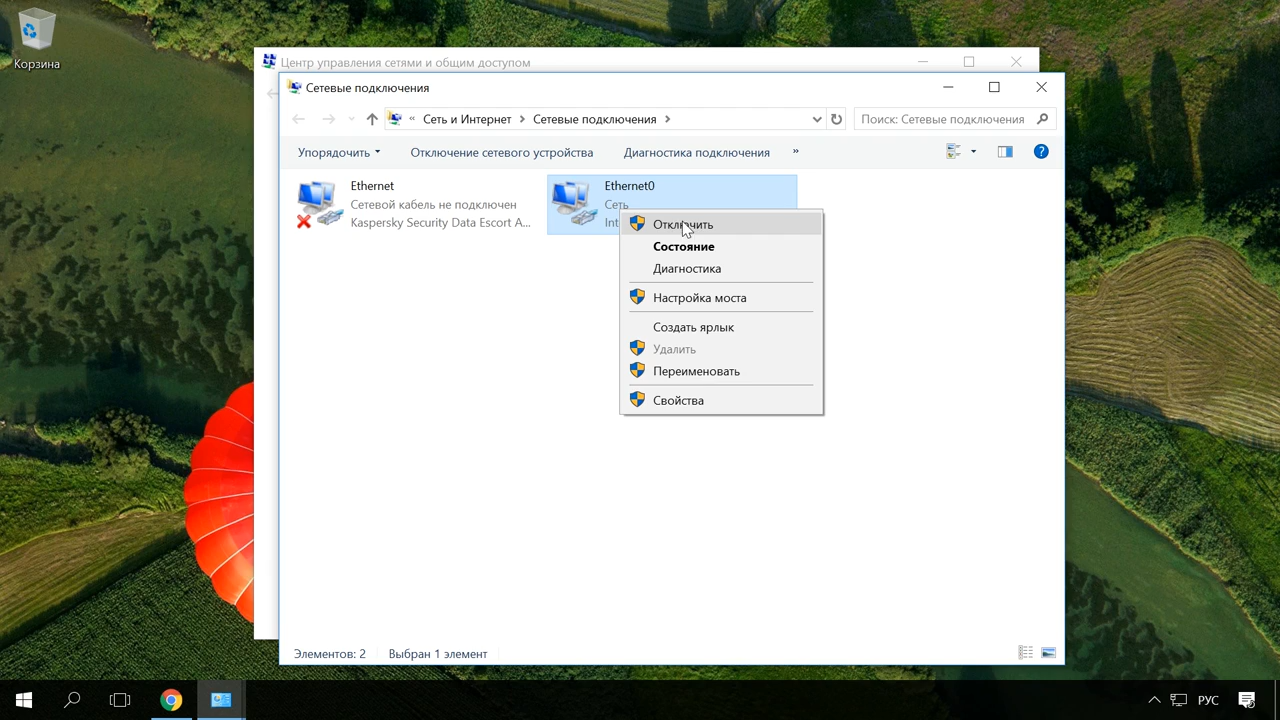 Корзина
Центр управления сетями и общим доступом
Сетевые подключения
« Сеть и Интернет > Сетевые подключения >
Поиск: Сетевые подключения
Упорядочить
Отключение сетевого устройства
Диагностика подключения
»
Ethernet
Сетевой кабель не подключен
Kaspersky Security Data Escort A...
Ethernet0
Сеть
Int
Отключить
Состояние
Диагностика
Настройка моста
Создать ярлык
Удалить
Переименовать
Свойства
Элементов: 2
Выбран 1 элемент
РУС